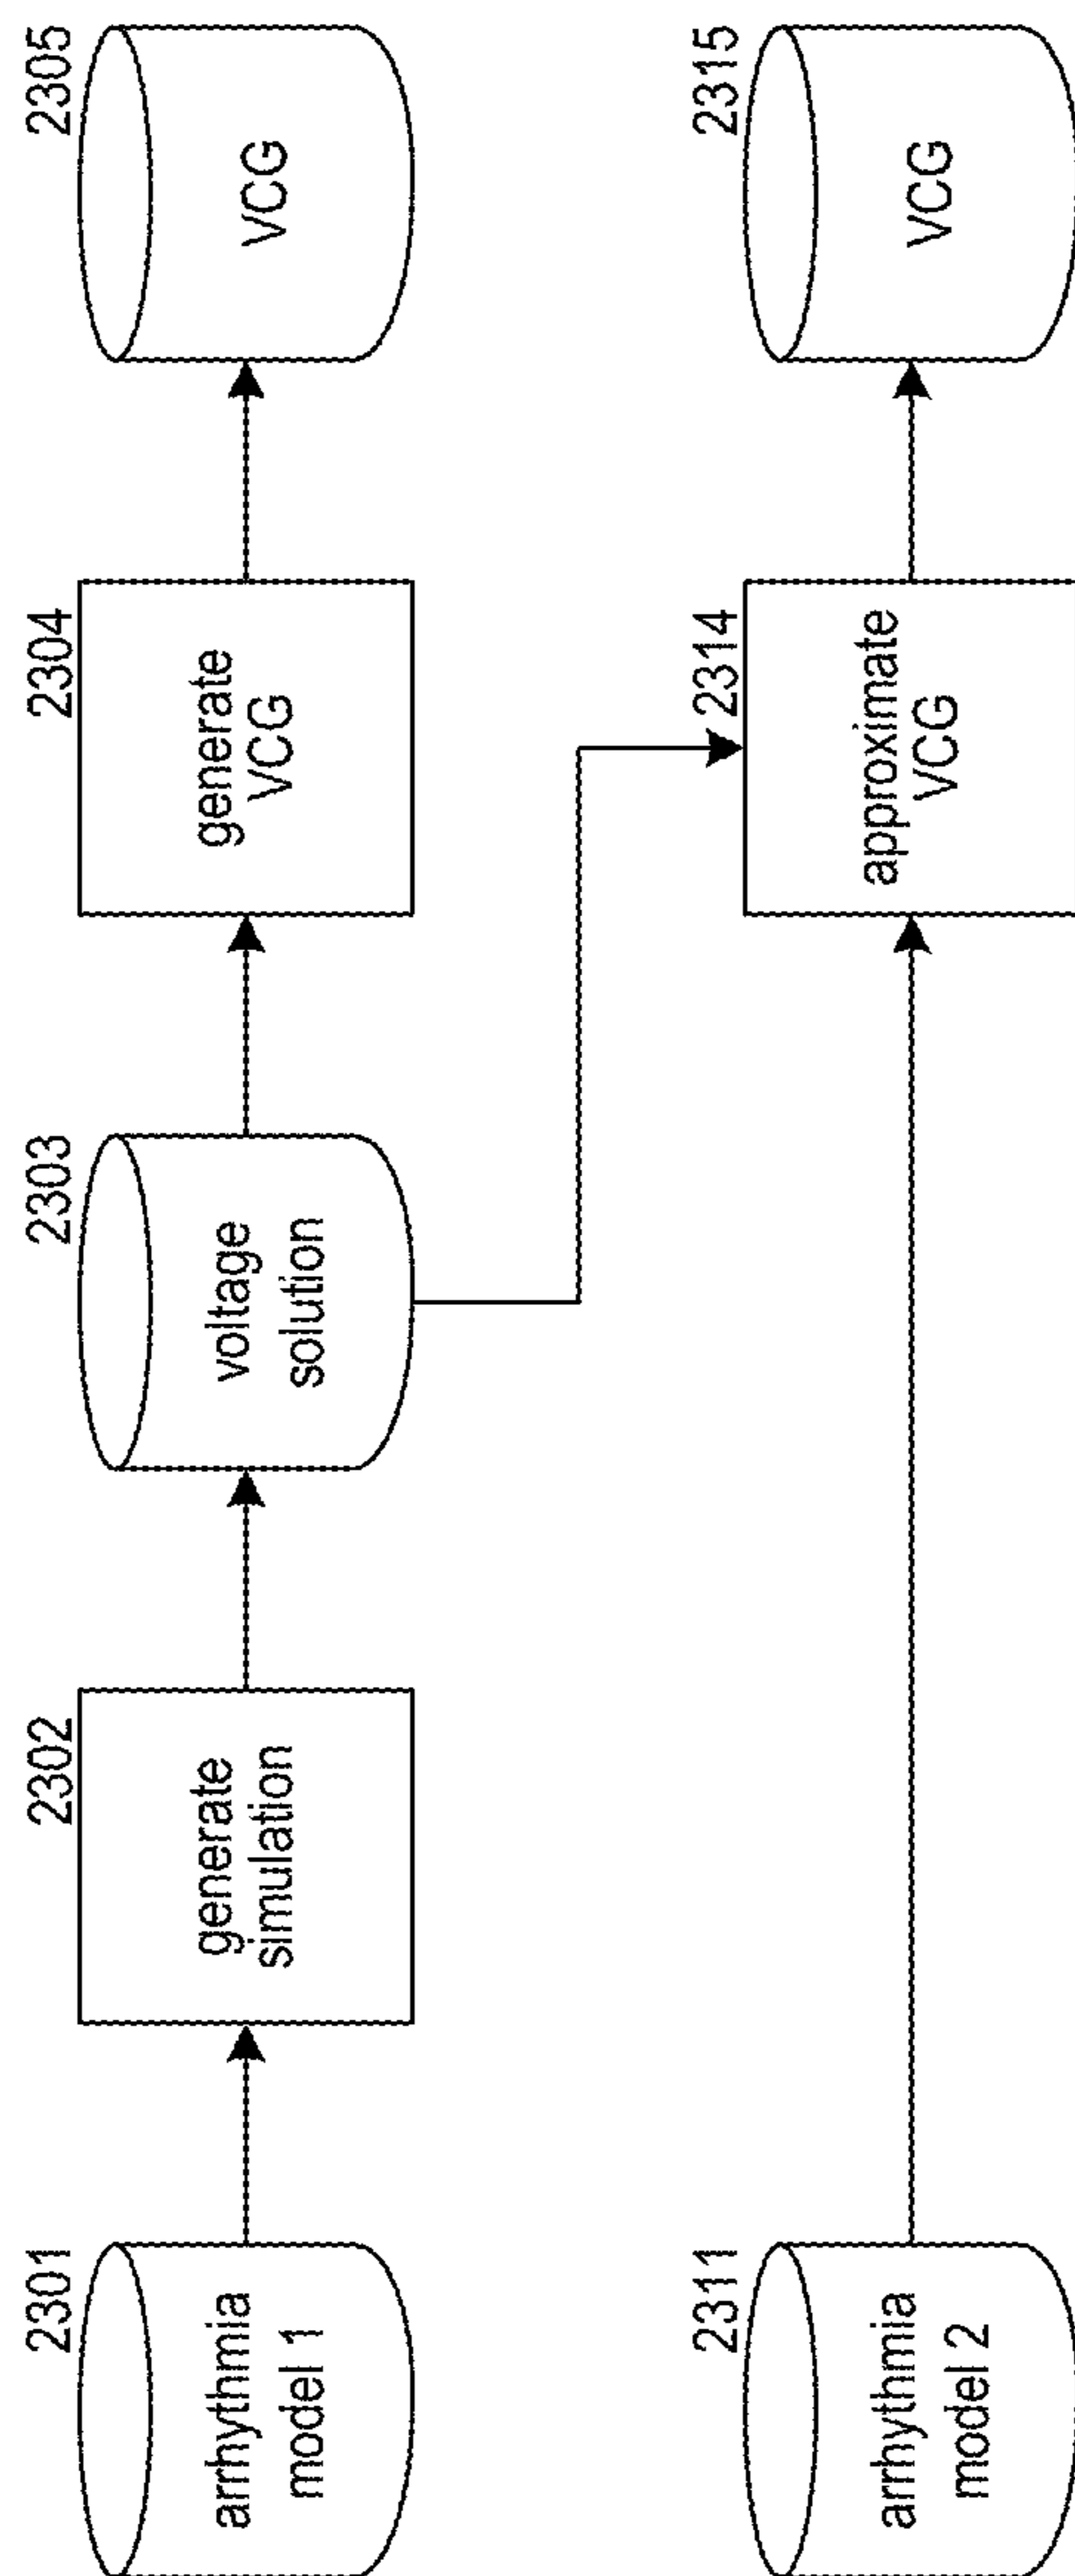 2301
arrhythmia
model 1
2302
generate
simulation
2303
voltage
solution
2304
generate
VCG
2305
VCG
2311
arrhythmia
model 2
2314
approximate
VCG
2315
VCG